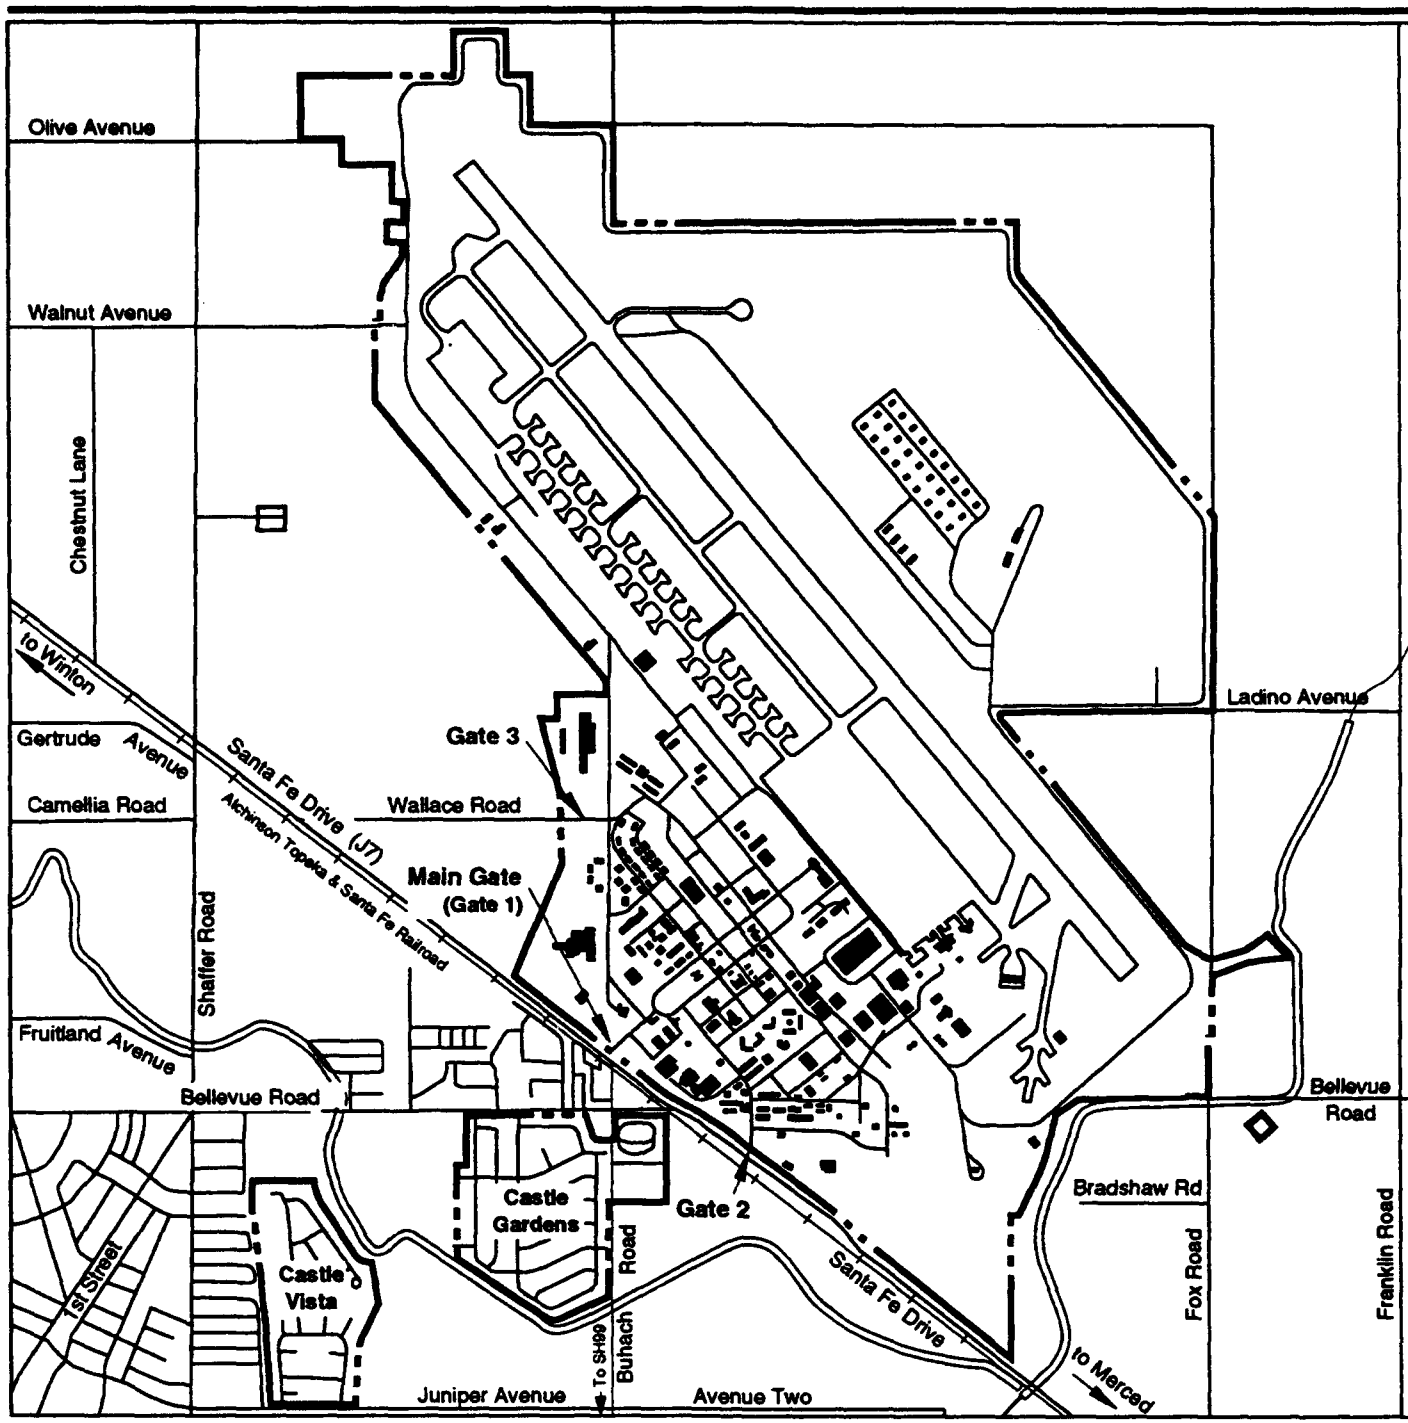 Olive Avenue
Walnut Avenue
Chestnut Lane
to Winton
Gertrude Avenue
Santa Fe Drive (J7)
Atchinson Topeka & Santa Fe Railroad
Camellia Road
Wallace Road
Gate 3
Main Gate
(Gate 1)
Ladino Avenue
Shaffer Road
Fruitland Avenue
Bellevue Road
Bellevue
Road
Bradshaw Rd
Castle
Gardens
Gate 2
Castle
Vista
1st Street
Santa Fe Drive
Fox Road
Franklin Road
Buhach Road
To SH99
to Merced
Juniper Avenue
Avenue Two